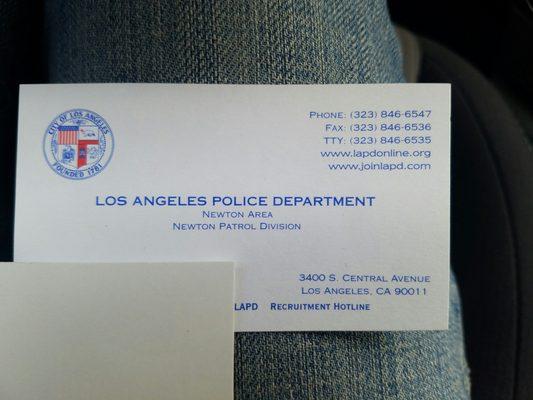 CITY OF LOS ANGELES
FOUNDED 1781
PHONE: (323) 846-6547
FAX: (323) 846-6536
TTY: (323) 846-6535
www.lapdonline.org
www.joinlapd.com
LOS ANGELES POLICE DEPARTMENT
NEWTON AREA
NEWTON PATROL DIVISION
3400 S. CENTRAL AVENUE
LOS ANGELES, CA 90011
LAPD RECRUITMENT HOTLINE